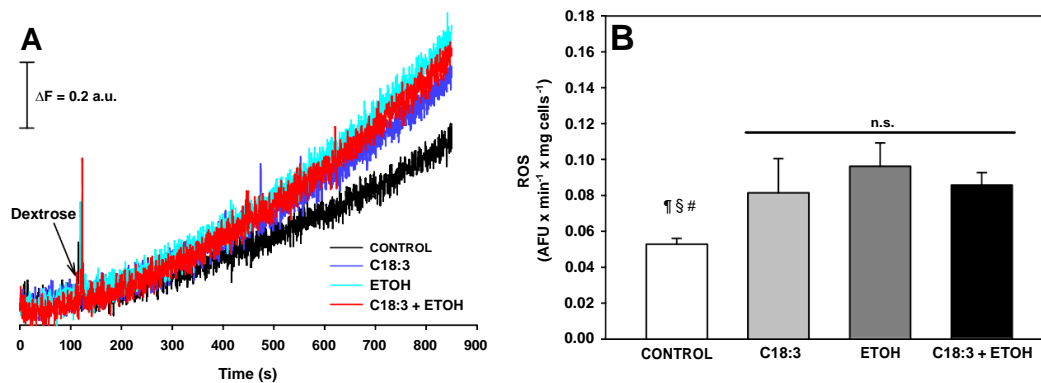 A
ΔF = 0.2 a.u.
Dextrose
CONTROL
C18:3
ETOH
C18:3 + ETOH
0 100 200 300 400 500 600 700 800 900
Time (s)
B
ROS
(AFU x min⁻¹ x mg cells⁻¹)
0.18
0.16
0.14
0.12
0.10
0.08
0.06
0.04
0.02
0.00
n.s.
¶ § #
CONTROL C18:3 ETOH C18:3 + ETOH